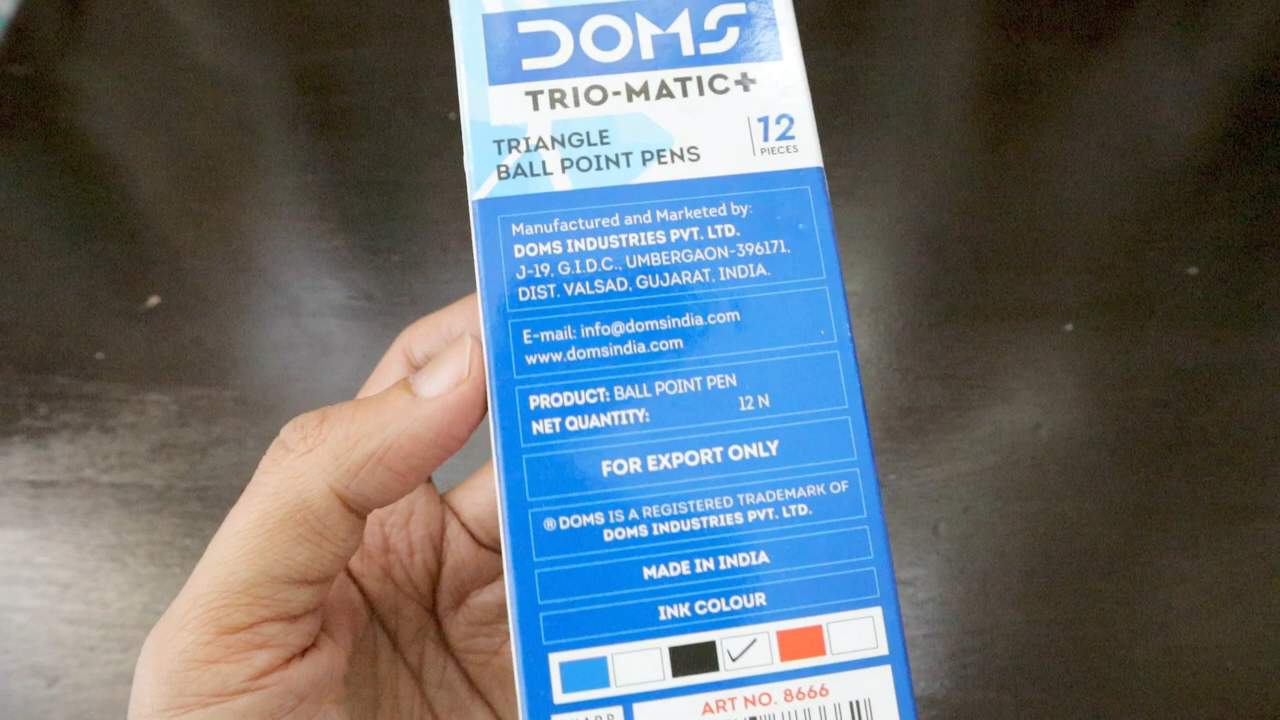 DOMS
TRIO-MATIC+
TRIANGLE
BALL POINT PENS
12
PIECES
Manufactured and Marketed by:
DOMS INDUSTRIES PVT. LTD.
J-19, G.I.D.C., UMBERGAON-396171,
DIST. VALSAD, GUJARAT, INDIA.
E-mail: info@domsindia.com
www.domsindia.com
PRODUCT: BALL POINT PEN
NET QUANTITY: 12 N
FOR EXPORT ONLY
® DOMS IS A REGISTERED TRADEMARK OF
DOMS INDUSTRIES PVT. LTD.
MADE IN INDIA
INK COLOUR
ART NO. 8666